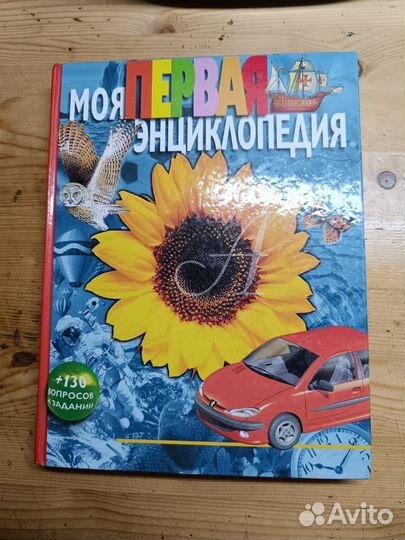 МОЯ ПЕРВАЯ
ЭНЦИКЛОПЕДИЯ
А
+130
ВОПРОСОВ
И ЗАДАНИЙ
Avito